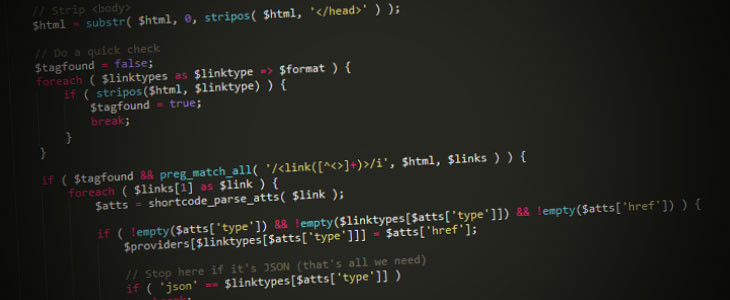 // Strip <body>
$html = substr( $html, 0, stripos( $html, '</head>' ) );
// Do a quick check
$tagfound = false;
foreach ( $linktypes as $linktype => $format ) {
if ( stripos($html, $linktype) ) {
$tagfound = true;
break;
}
}
if ( $tagfound && preg_match_all( '/<link([^<>]+)>/i', $html, $links ) ) {
foreach ( $links[1] as $link ) {
$atts = shortcode_parse_atts( $link );
if ( !empty($atts['type']) && !empty($linktypes[$atts['type']]) && !empty($atts['href']) ) {
$providers[$linktypes[$atts['type']]] = $atts['href'];
// Stop here if it's JSON (that's all we need)
if ( 'json' == $linktypes[$atts['type']] )
break;